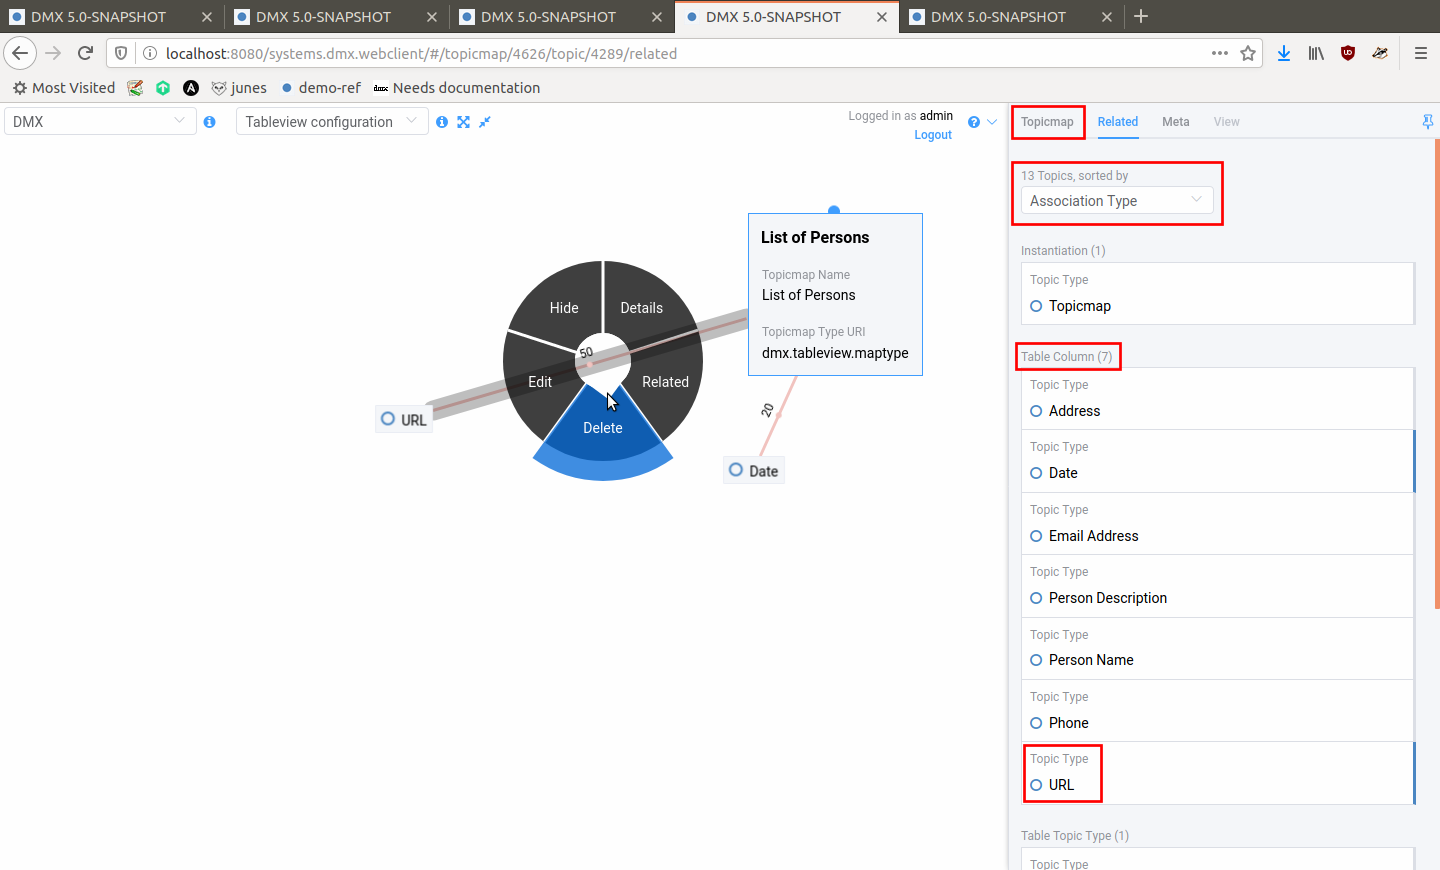 DMX 5.0-SNAPSHOT
DMX 5.0-SNAPSHOT
DMX 5.0-SNAPSHOT
DMX 5.0-SNAPSHOT
DMX 5.0-SNAPSHOT
localhost:8080/systems.dmx.webclient/#/topicmap/4626/topic/4289/related
Most Visited
junes
demo-ref
dmx
Needs documentation
DMX
Tableview configuration
Logged in as admin
Logout
Hide
Details
50
Edit
Related
Delete
URL
List of Persons
Topicmap Name
List of Persons
Topicmap Type URI
dmx.tableview.maptype
20
Date
Topicmap
Related
Meta
View
13 Topics, sorted by
Association Type
Instantiation (1)
Topic Type
Topicmap
Table Column (7)
Topic Type
Address
Topic Type
Date
Topic Type
Email Address
Topic Type
Person Description
Topic Type
Person Name
Topic Type
Phone
Topic Type
URL
Table Topic Type (1)
Topic Type